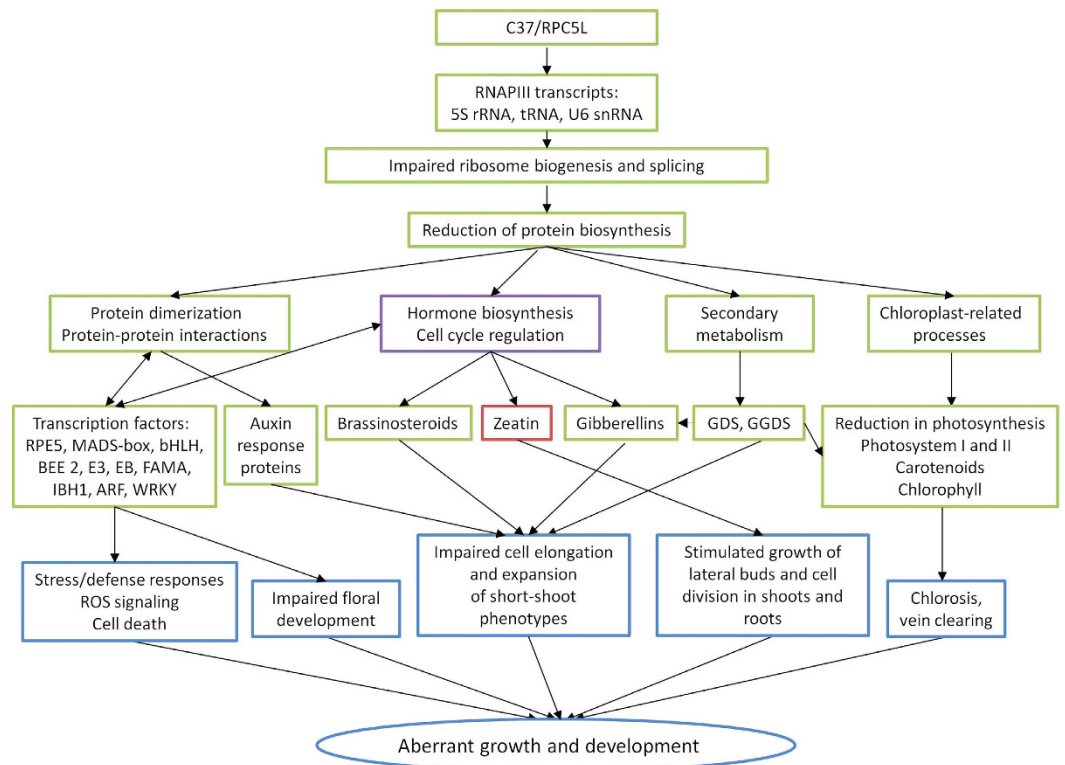 C37/RPC5L
RNAPIII transcripts:
5S rRNA, tRNA, U6 snRNA
Impaired ribosome biogenesis and splicing
Reduction of protein biosynthesis
Protein dimerization
Protein-protein interactions
Hormone biosynthesis
Cell cycle regulation
Secondary
metabolism
Chloroplast-related
processes
Transcription factors:
RPE5, MADS-box, bHLH,
BEE 2, E3, EB, FAMA,
IBH1, ARF, WRKY
Auxin
response
proteins
Brassinosteroids
Zeatin
Gibberellins
GDS, GGDS
Reduction in photosynthesis
Photosystem I and II
Carotenoids
Chlorophyll
Stress/defense responses
ROS signaling
Cell death
Impaired floral
development
Impaired cell elongation
and expansion
of short-shoot
phenotypes
Stimulated growth of
lateral buds and cell
division in shoots and
roots
Chlorosis,
vein clearing
Aberrant growth and development